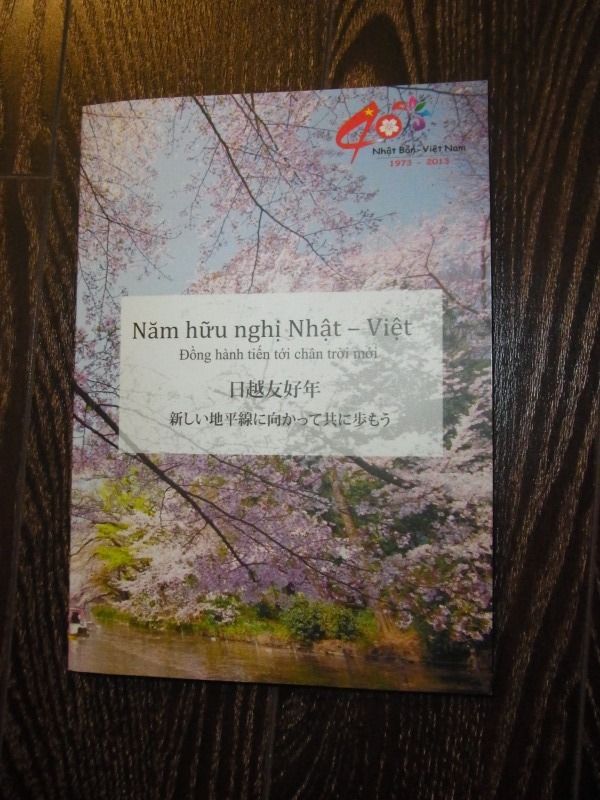 40
Nhật Bản-Việt Nam
1973 - 2013
Năm hữu nghị Nhật – Việt
Đồng hành tiến tới chân trời mới
日越友好年
新しい地平線に向かって共に歩もう